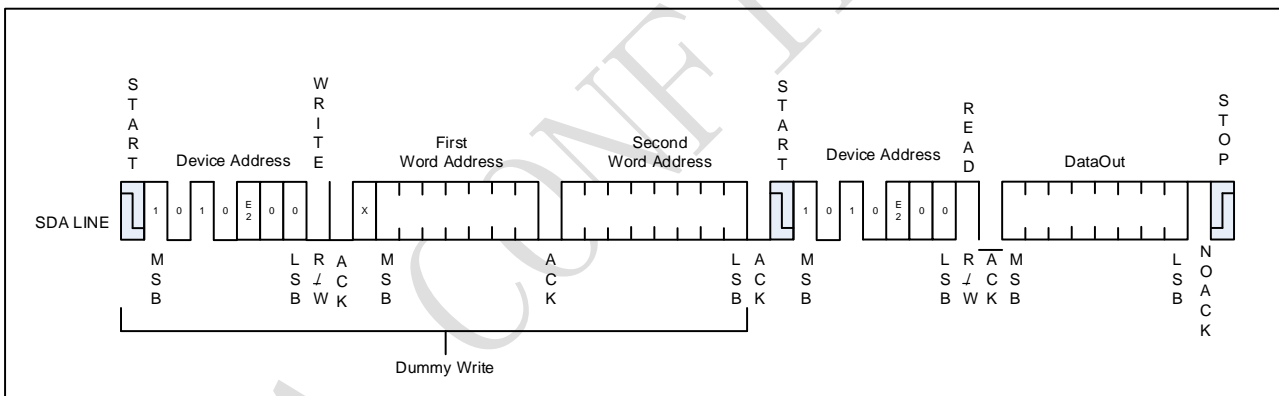 START
WRITE
START
READ
STOP
Device Address
First
Word Address
Second
Word Address
Device Address
DataOut
SDA LINE
1 0 1 0 E2 0 0
X
1 0 1 0 E2 0 0
MSB
LSB
R/W
ACK
MSB
ACK
LSB
ACK
MSB
LSB
R/W
ACK
MSB
LSB
NOACK
Dummy Write